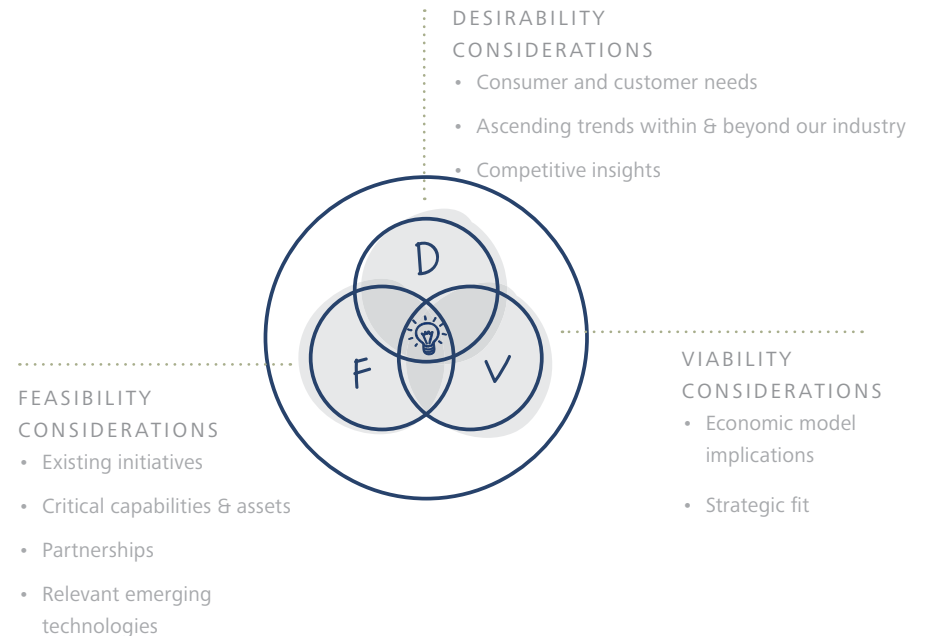 DESIRABILITY
CONSIDERATIONS
• Consumer and customer needs
• Ascending trends within & beyond our industry
• Competitive insights
D
F
V
VIABILITY
CONSIDERATIONS
• Economic model
implications
• Strategic fit
FEASIBILITY
CONSIDERATIONS
• Existing initiatives
• Critical capabilities & assets
• Partnerships
• Relevant emerging
technologies